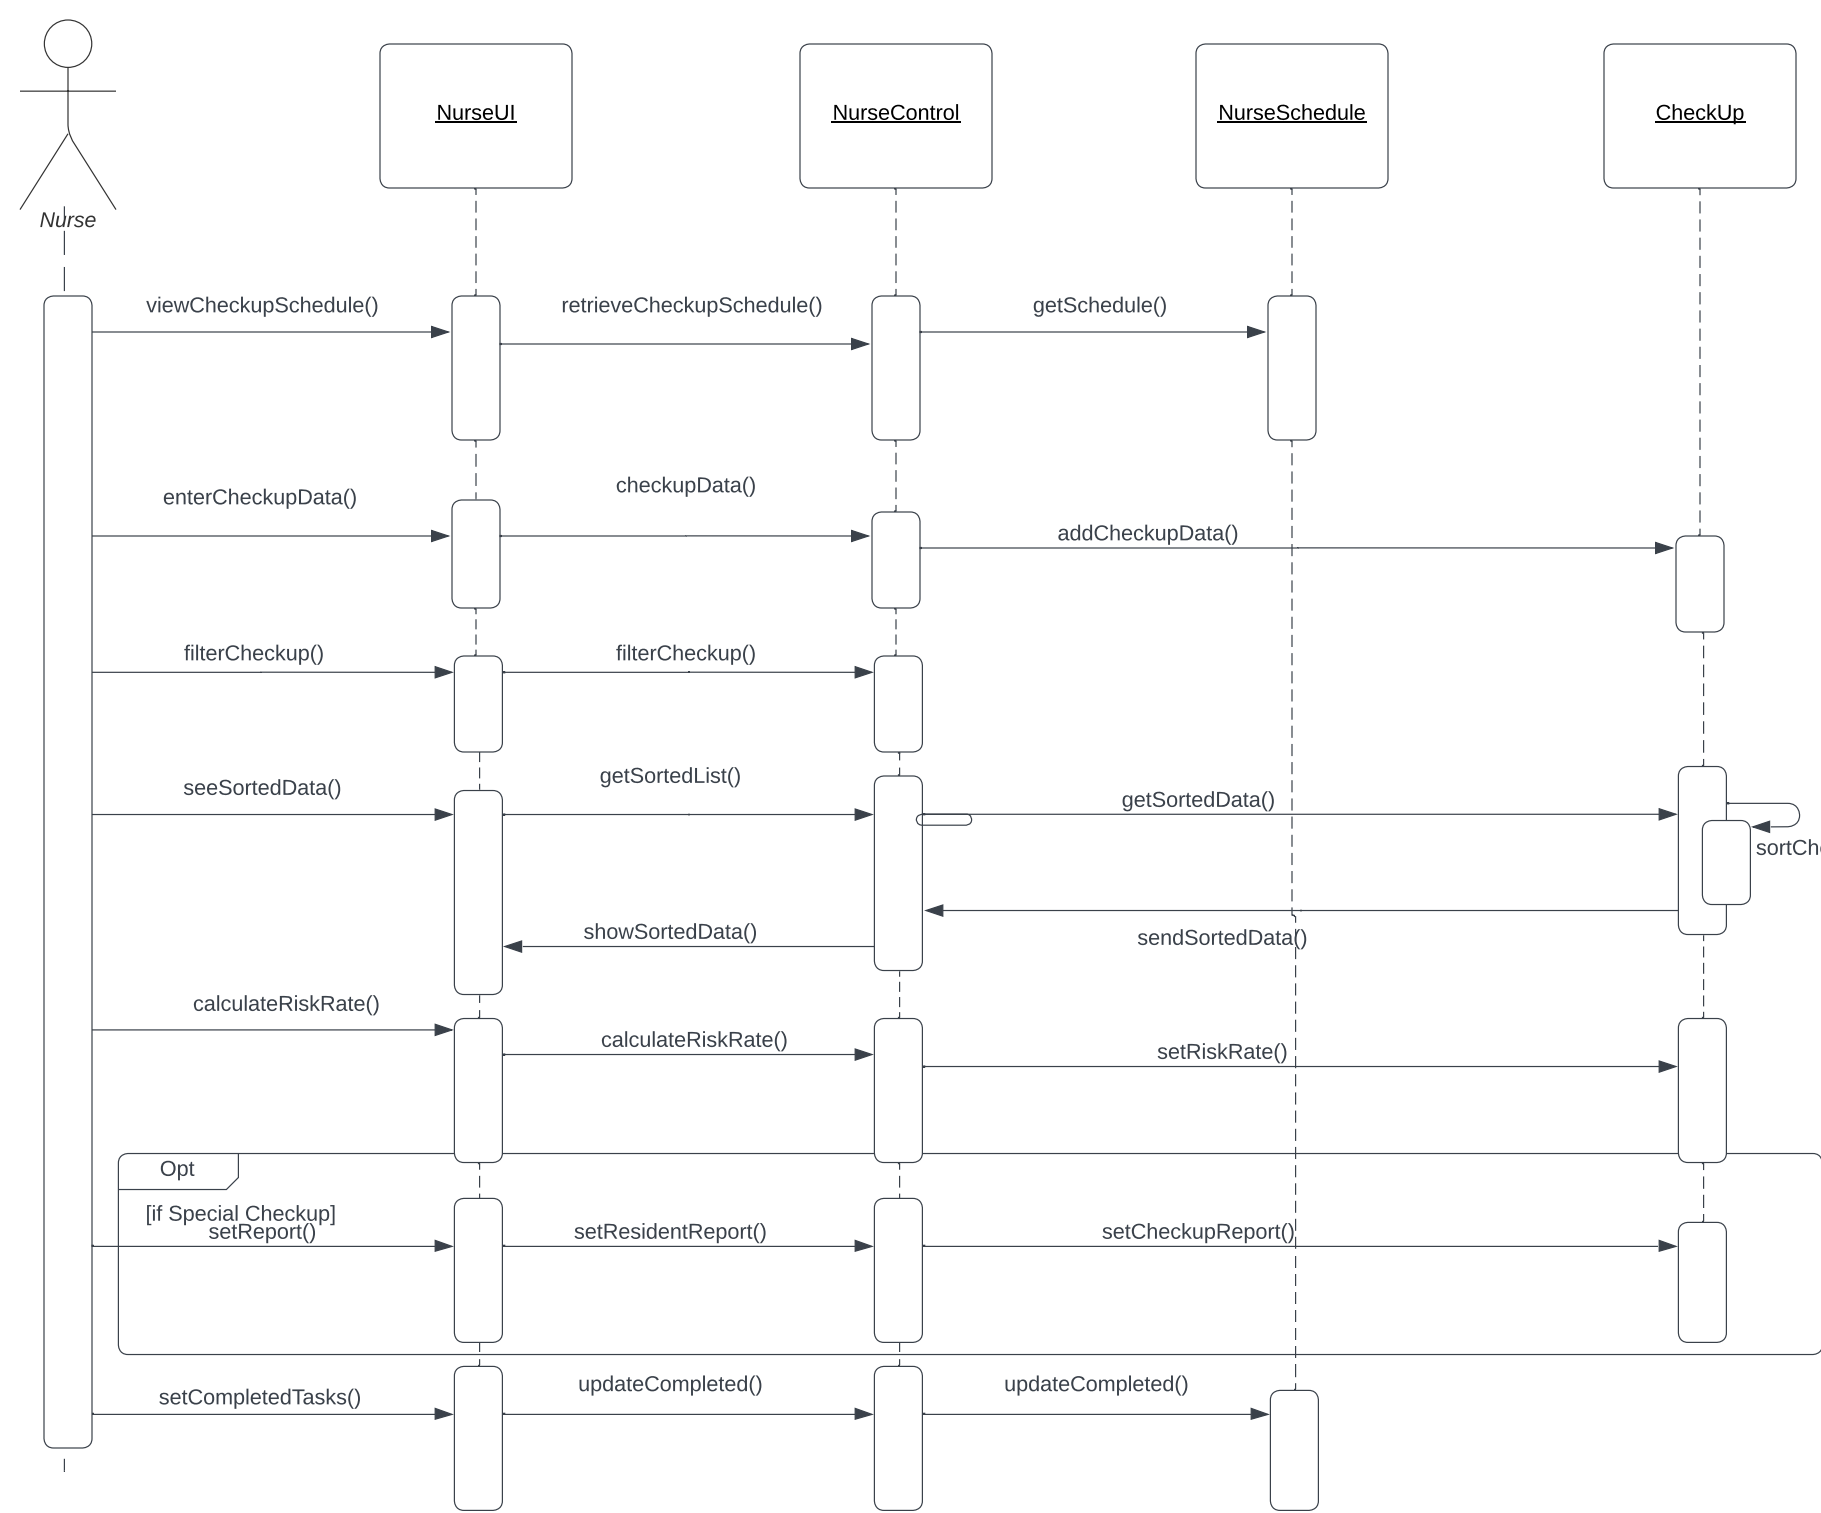 NurseUI
NurseControl
NurseSchedule
CheckUp
Nurse
viewCheckupSchedule()
retrieveCheckupSchedule()
getSchedule()
enterCheckupData()
checkupData()
addCheckupData()
filterCheckup()
filterCheckup()
seeSortedData()
getSortedList()
getSortedData()
sortChe
showSortedData()
sendSortedData()
calculateRiskRate()
calculateRiskRate()
setRiskRate()
Opt
[if Special Checkup]
setReport()
setResidentReport()
setCheckupReport()
setCompletedTasks()
updateCompleted()
updateCompleted()